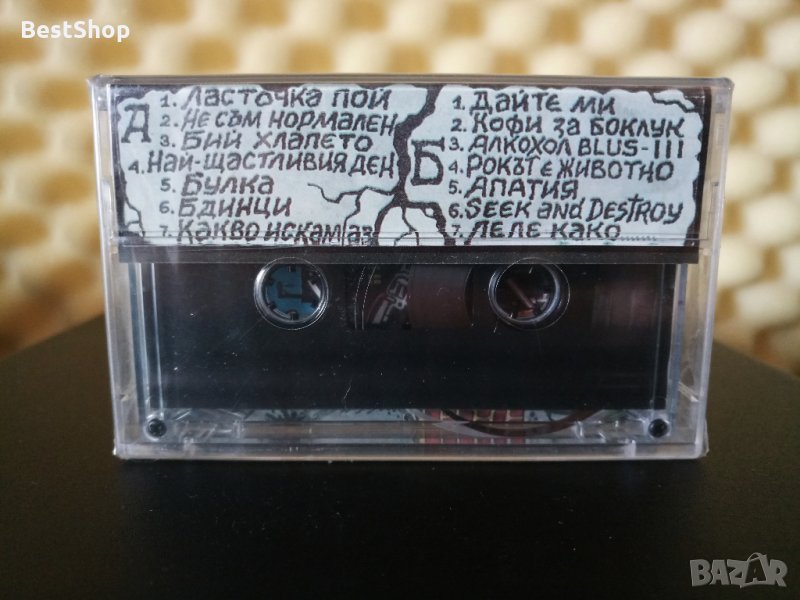 BestShop
А
1. ЛАСТОЧКА ПОЙ
2. НЕ СЪМ НОРМАЛЕН
3. БИЙ ХЛАПЕТО
4. НАЙ-ЩАСТЛИВИЯ ДЕН
5. БУЛКА
6. БДИНЦИ
7. КАКВО ИСКАМ АЗ
Б
1. ДАЙТЕ МИ
2. КОФИ ЗА БОКЛУК
3. АЛКОХОЛ BLUS-III
4. РОКЪТ Е ЖИВОТНО
5. АПАТИЯ
6. SEEK and DESTROY
7. ЛЕЛЕ КАКО......
BAZAR